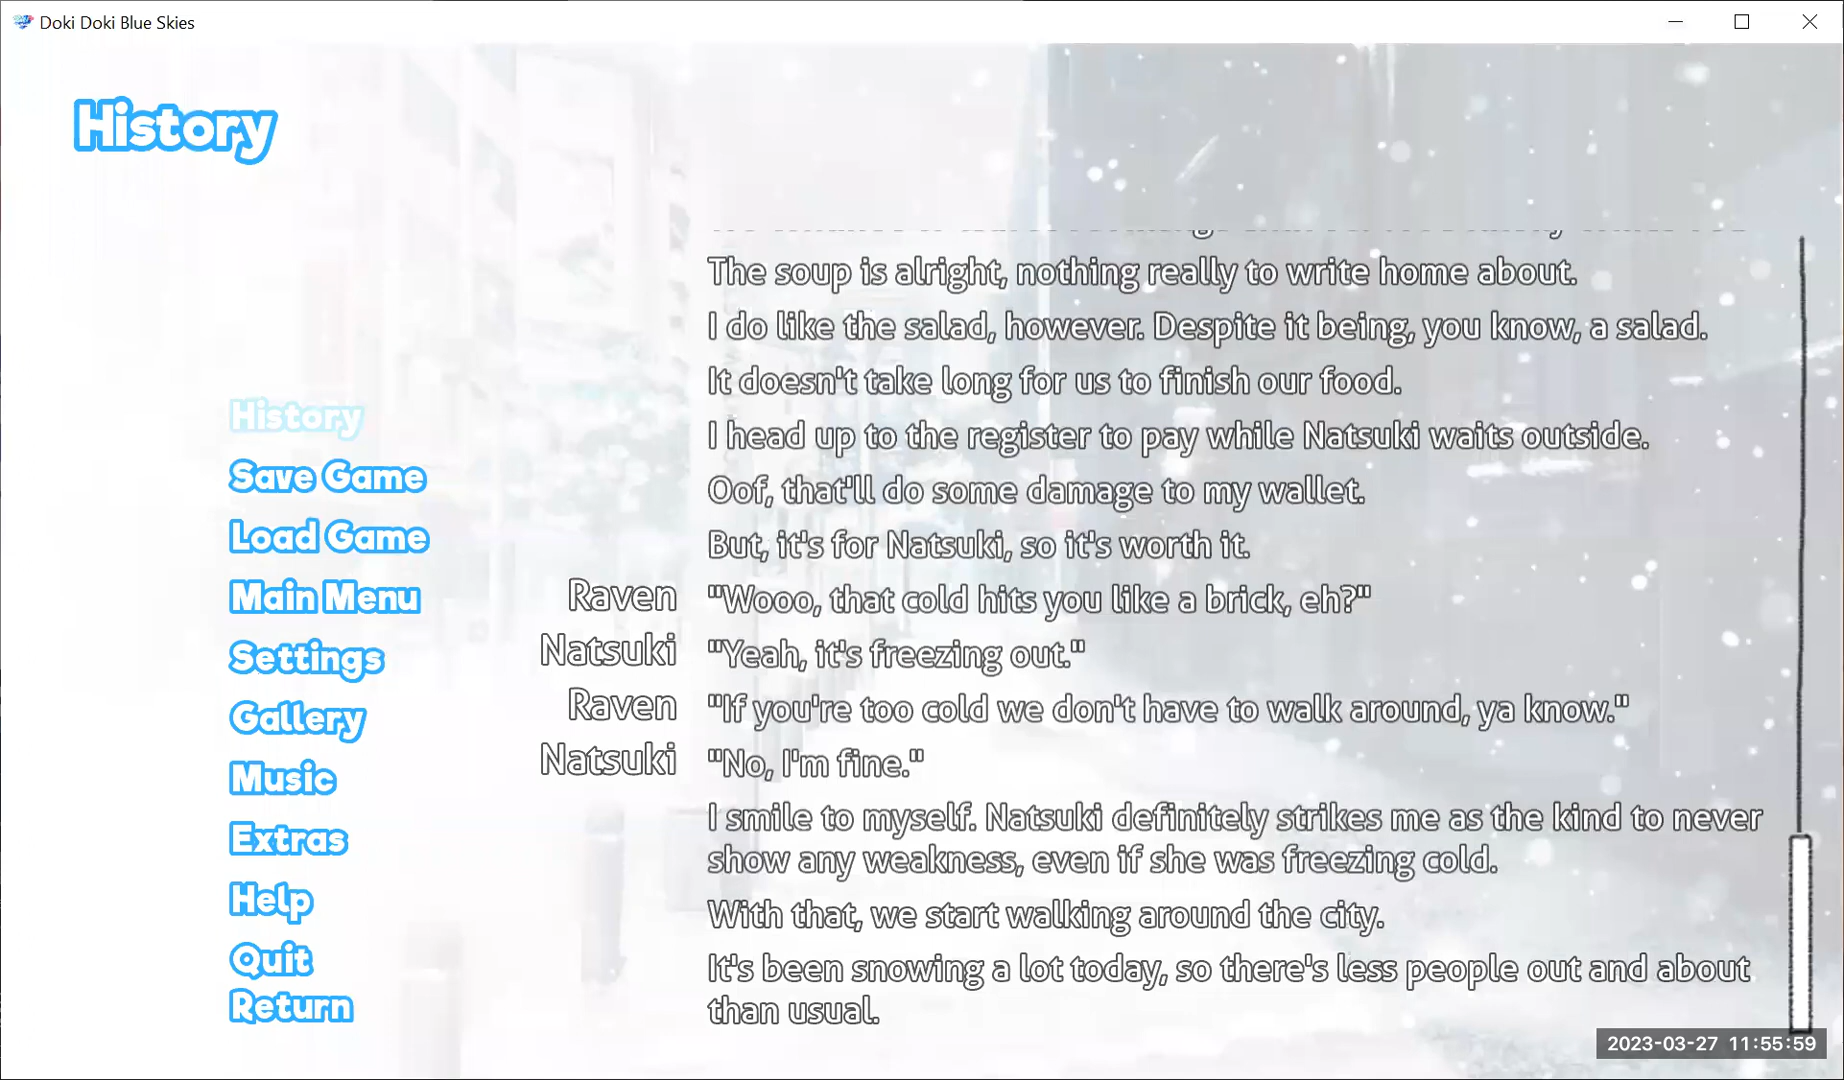 Doki Doki Blue Skies
History
The soup is alright, nothing really to write home about.
I do like the salad, however. Despite it being, you know, a salad.
It doesn't take long for us to finish our food.
I head up to the register to pay while Natsuki waits outside.
Oof, that'll do some damage to my wallet.
But, it's for Natsuki, so it's worth it.
Raven "Wooo, that cold hits you like a brick, eh?"
Natsuki "Yeah, it's freezing out."
Raven "If you're too cold we don't have to walk around, ya know."
Natsuki "No, I'm fine."
I smile to myself. Natsuki definitely strikes me as the kind to never
show any weakness, even if she was freezing cold.
With that, we start walking around the city.
It's been snowing a lot today, so there's less people out and about
than usual.
History
Save Game
Load Game
Main Menu
Settings
Gallery
Music
Extras
Help
Quit
Return
2023-03-27 11:55:59